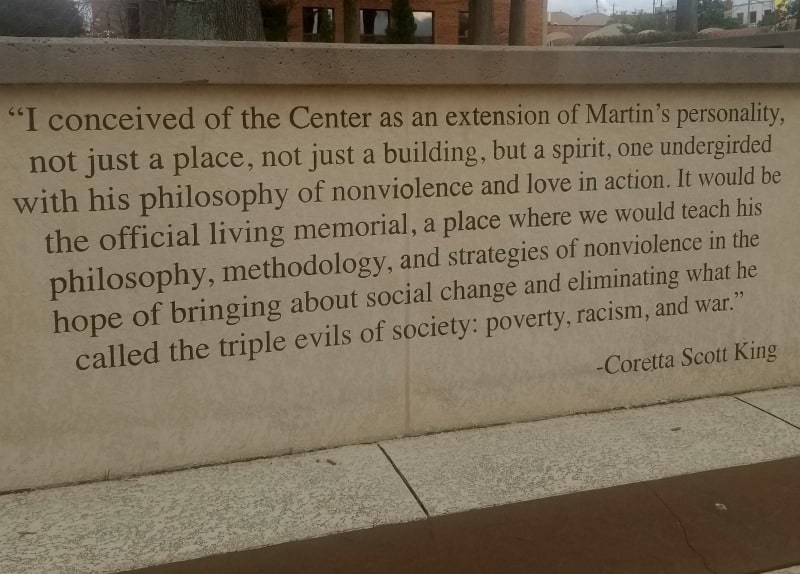 “I conceived of the Center as an extension of Martin’s personality,
not just a place, not just a building, but a spirit, one undergirded
with his philosophy of nonviolence and love in action. It would be
the official living memorial, a place where we would teach his
philosophy, methodology, and strategies of nonviolence in the
hope of bringing about social change and eliminating what he
called the triple evils of society: poverty, racism, and war.”
-Coretta Scott King